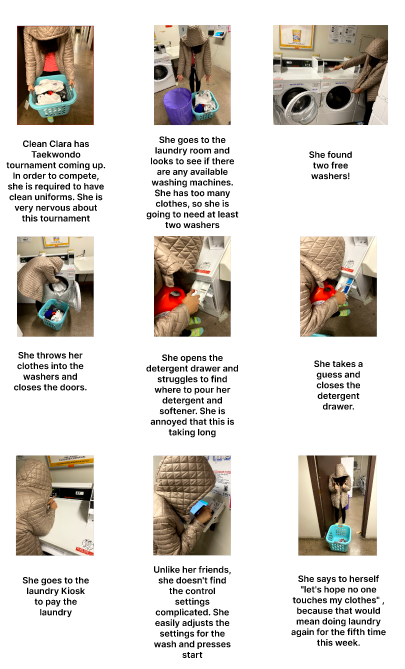 Clean Clara has
Taekwondo
tournament coming up.
In order to compete,
she is required to have
clean uniforms. She is
very nervous about
this tournament
She goes to the
laundry room and
looks to see if there
are any available
washing machines.
She has too many
clothes, so she is
going to need at least
two washers
She found
two free
washers!
She throws her
clothes into the
washers and
closes the doors.
She opens the
detergent drawer and
struggles to find
where to pour her
detergent and
softener. She is
annoyed that this is
taking long
She takes a
guess and
closes the
detergent
drawer.
She goes to the
laundry Kiosk
to pay the
laundry
Unlike her friends,
she doesn't find
the control
settings
complicated. She
easily adjusts the
settings for the
wash and presses
start
She says to herself
"let's hope no one
touches my clothes" ,
because that would
mean doing laundry
again for the fifth time
this week.